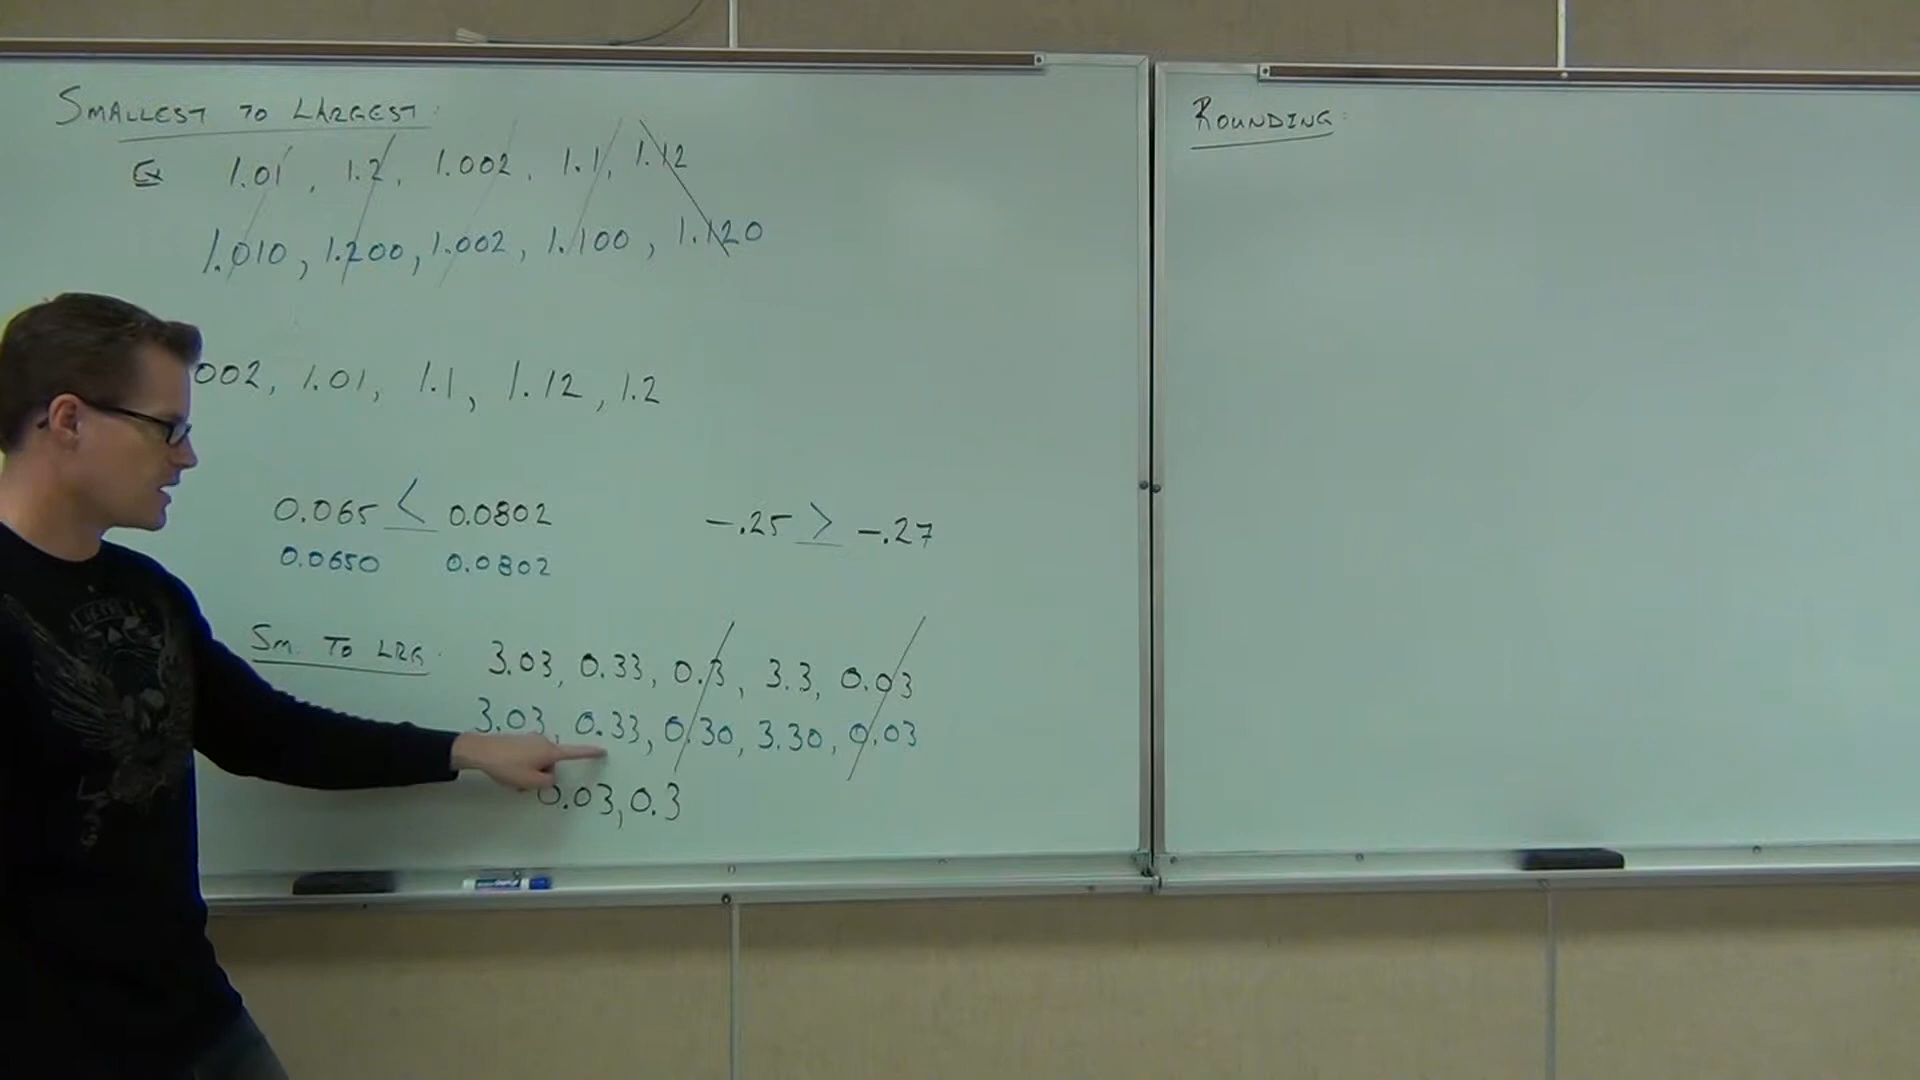 SMALLEST TO LARGEST:
Ex 1.01, 1.2, 1.002, 1.1, 1.12
1.010, 1.200, 1.002, 1.100, 1.120
002, 1.01, 1.1, 1.12, 1.2
0.065 < 0.0802
0.0650 0.0802
-.25 > -.27
SM. TO LRG: 3.03, 0.33, 0.3, 3.3, 0.03
3.03, 0.33, 0.30, 3.30, 0.03
0.03, 0.3
ROUNDING: